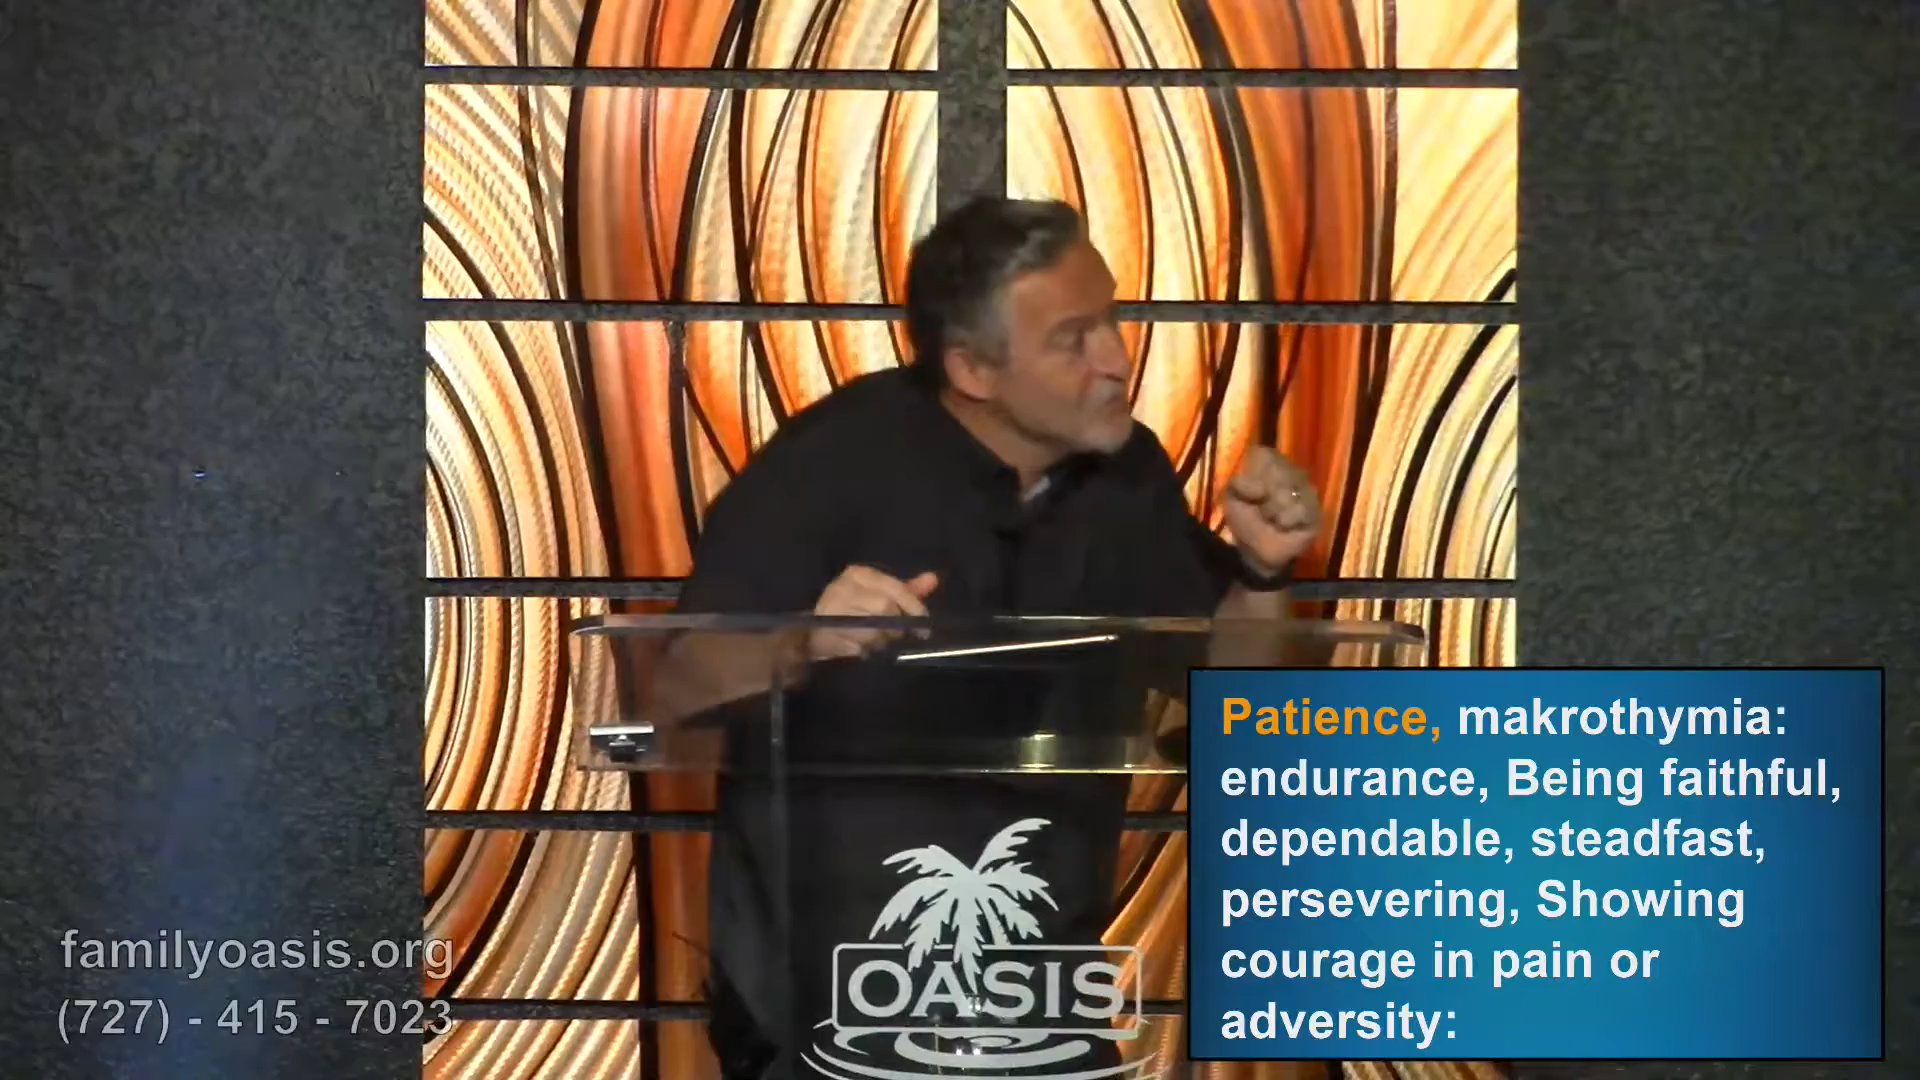 Patience, makrothymia:
endurance, Being faithful,
dependable, steadfast,
persevering, Showing
courage in pain or
adversity:
familyoasis.org
(727) - 415 - 7023
OASIS